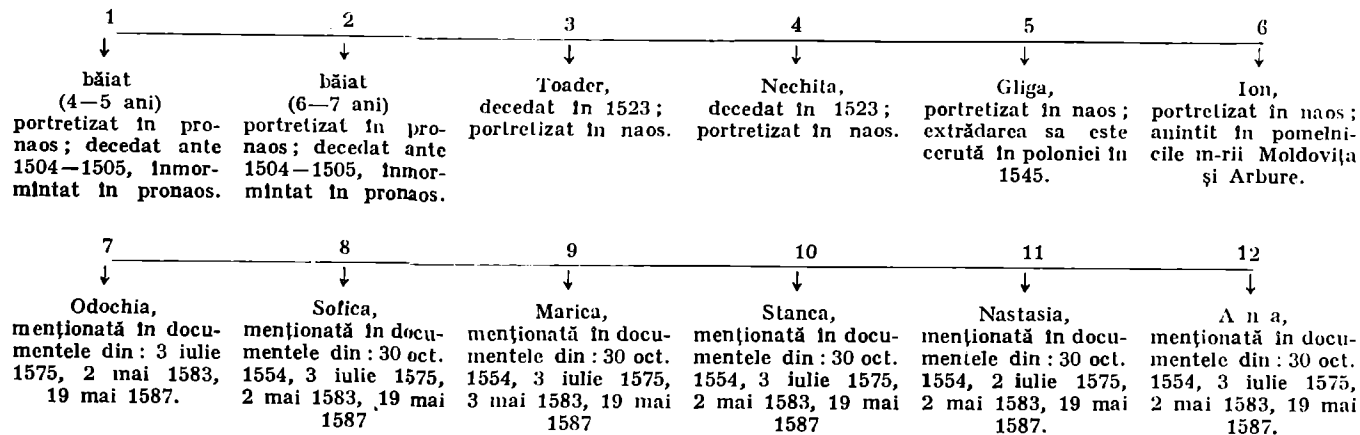 1
băiat
(4—5 ani)
portretizat în pro-
naos; decedat ante
1504—1505, înmor-
mîntat în pronaos.
2
băiat
(6—7 ani)
portretizat în pro-
naos; decedat ante
1504—1505, înmor-
mîntat în pronaos.
3
Toader,
decedat în 1523;
portretizat în naos.
4
Nechita,
decedat în 1523;
portretizat în naos.
5
Gliga,
portretizat în naos;
extrădarea sa este
cerută în polonici în
1545.
6
Ion,
portretizat în naos;
anintit în pomelni-
cile m-rii Moldovița
și Arbure.
7
Odochia,
menționată în docu-
mentele din: 3 iulie
1575, 2 mai 1583,
19 mai 1587.
8
Sofica,
menționată în docu-
mentele din: 30 oct.
1554, 3 iulie 1575,
2 mai 1583, 19 mai
1587
9
Marica,
menționată în docu-
mentele din: 30 oct.
1554, 3 iulie 1575,
3 mai 1583, 19 mai
1587
10
Stanca,
menționată în docu-
mentele din: 30 oct.
1554, 3 iulie 1575,
2 mai 1583, 19 mai
1587
11
Nastasia,
menționată în docu-
mentele din: 30 oct.
1554, 2 iulie 1575,
2 mai 1583, 19 mai
1587.
12
A n a,
menționată în docu-
mentele din: 30 oct.
1554, 3 iulie 1575,
2 mai 1583, 19 mai
1587.